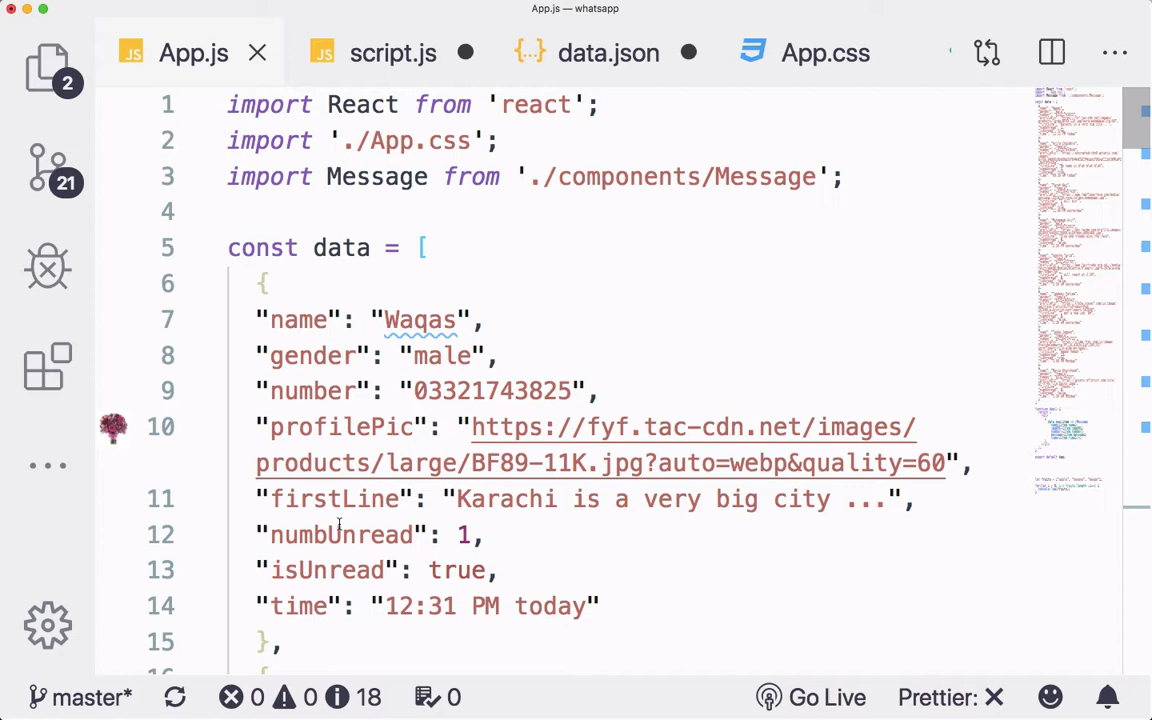 App.js — whatsapp
App.js
script.js
data.json
App.css
2
21
1 import React from 'react';
2 import './App.css';
3 import Message from './components/Message';
4
5 const data = [
6 {
7 "name": "Waqas",
8 "gender": "male",
9 "number": "03321743825",
10 "profilePic": "https://fyf.tac-cdn.net/images/
products/large/BF89-11K.jpg?auto=webp&quality=60",
11 "firstLine": "Karachi is a very big city ...",
12 "numbUnread": 1,
13 "isUnread": true,
14 "time": "12:31 PM today"
15 },
master* 0 0 18 0 Go Live Prettier: ✕